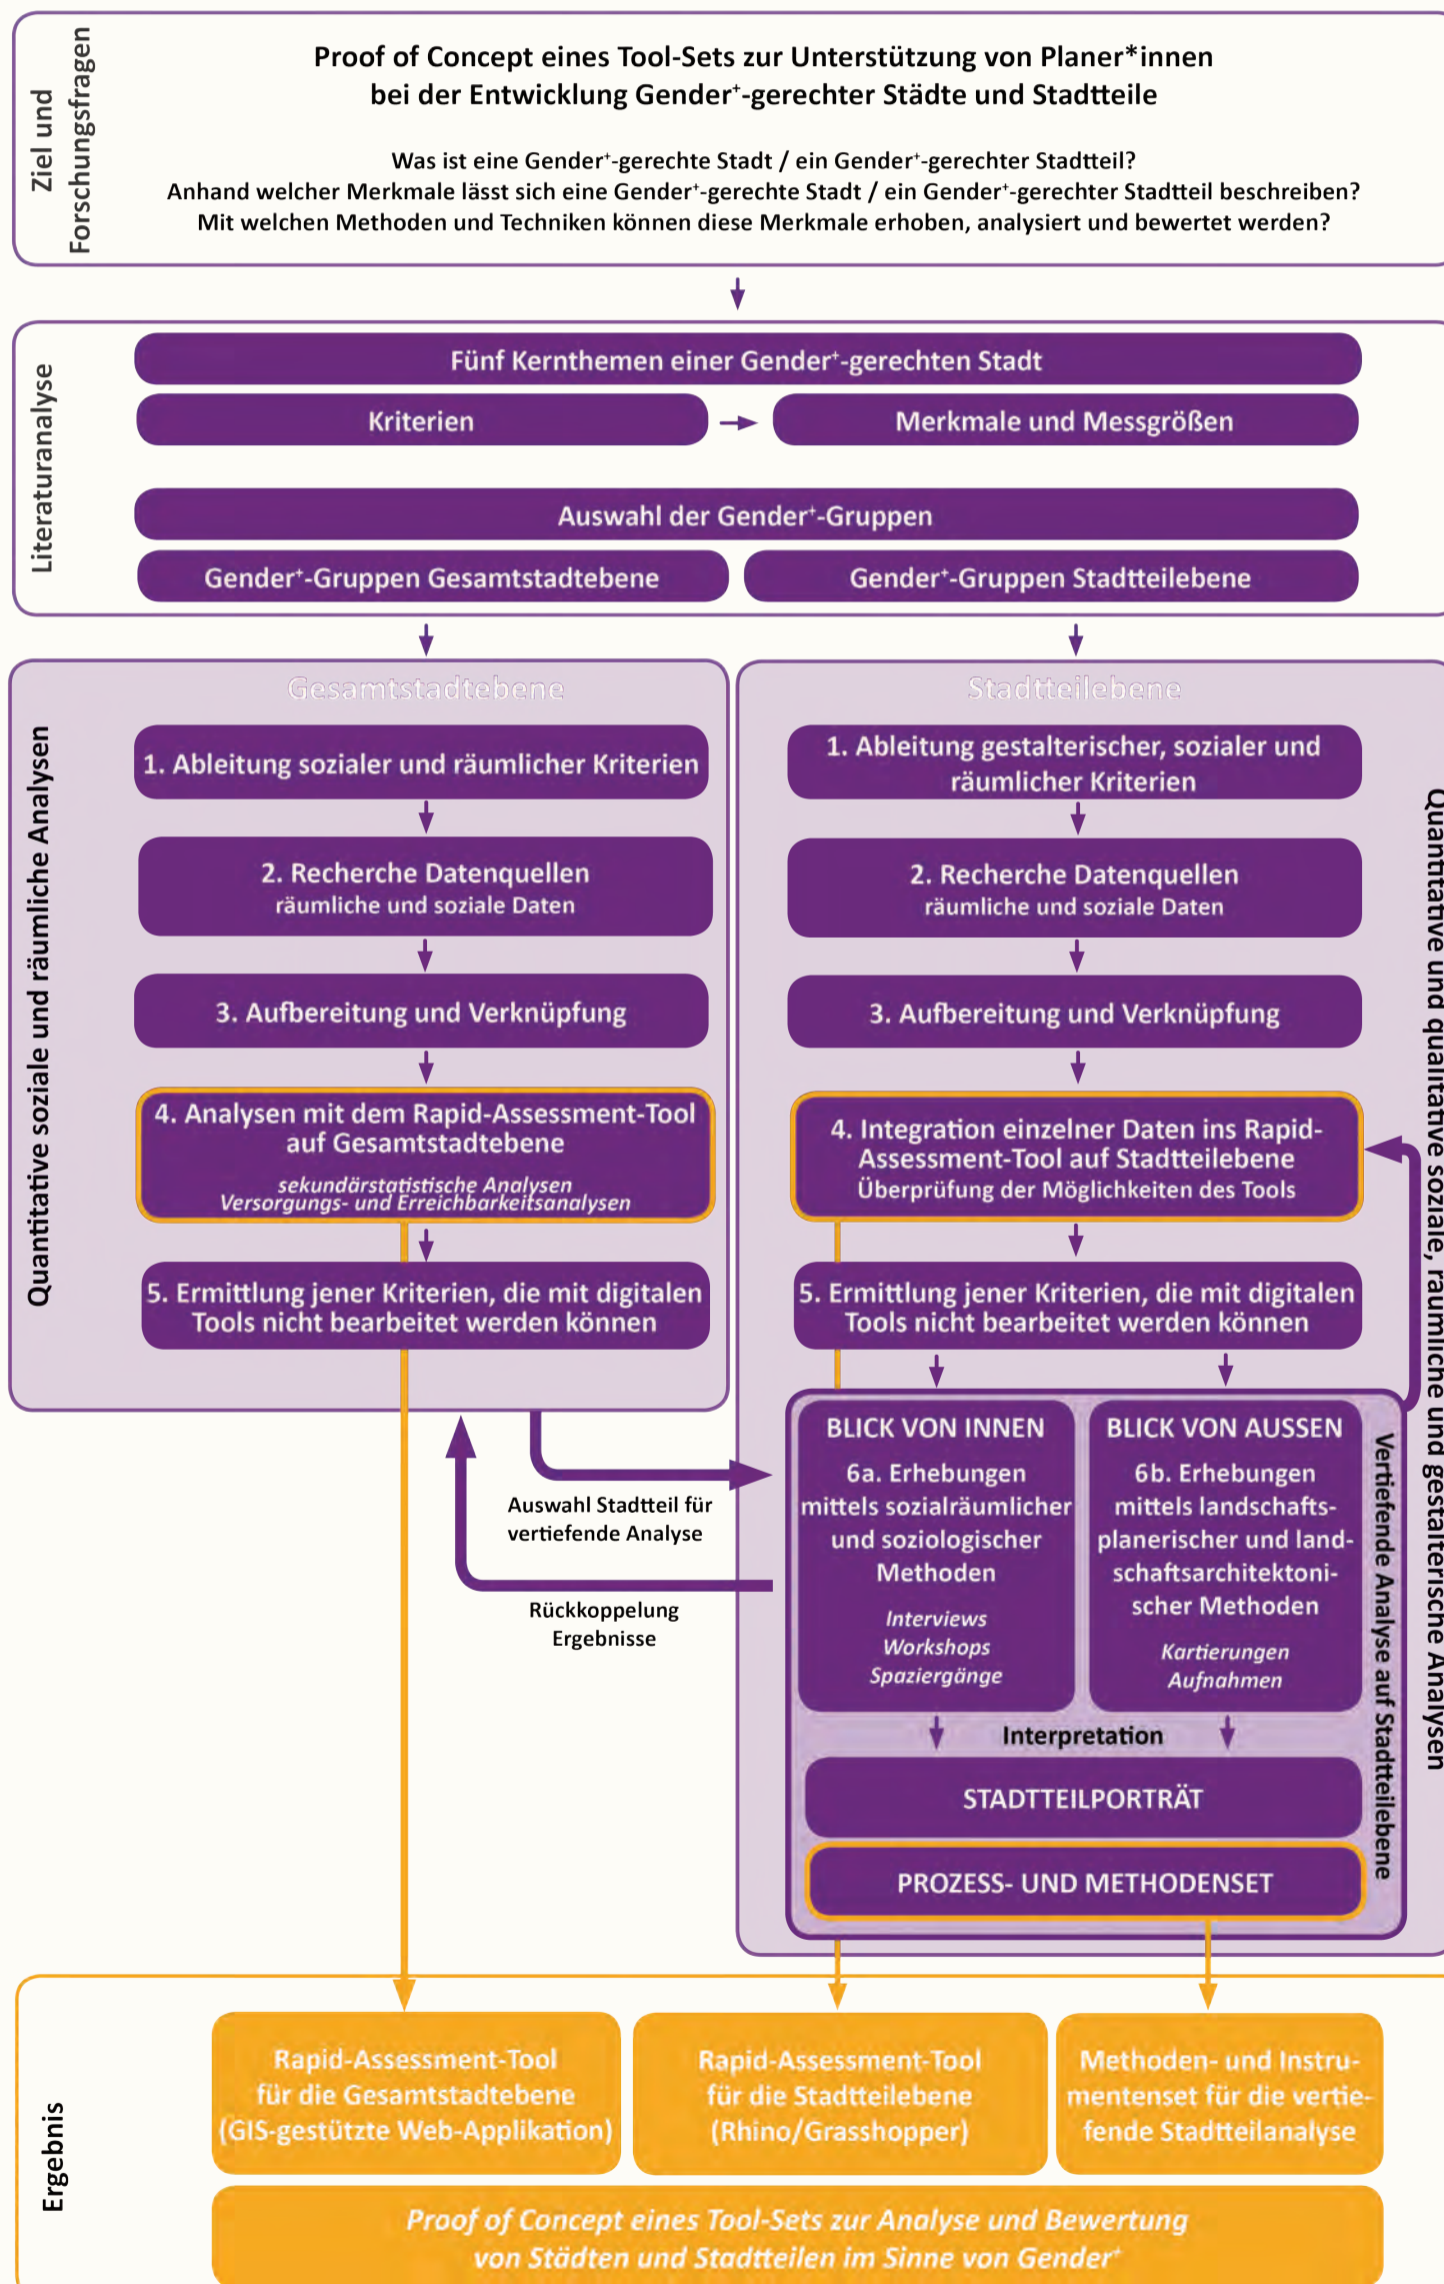 Ziel und
Forschungsfragen
Proof of Concept eines Tool-Sets zur Unterstützung von Planer*innen
bei der Entwicklung Gender⁺-gerechter Städte und Stadtteile
Was ist eine Gender⁺-gerechte Stadt / ein Gender⁺-gerechter Stadtteil?
Anhand welcher Merkmale lässt sich eine Gender⁺-gerechte Stadt / ein Gender⁺-gerechter Stadtteil beschreiben?
Mit welchen Methoden und Techniken können diese Merkmale erhoben, analysiert und bewertet werden?
Literaturanalyse
Fünf Kernthemen einer Gender⁺-gerechten Stadt
Kriterien
Merkmale und Messgrößen
Auswahl der Gender⁺-Gruppen
Gender⁺-Gruppen Gesamtstadtebene
Gender⁺-Gruppen Stadtteilebene
Quantitative soziale und räumliche Analysen
Gesamtstadtebene
1. Ableitung sozialer und räumlicher Kriterien
2. Recherche Datenquellen
räumliche und soziale Daten
3. Aufbereitung und Verknüpfung
4. Analysen mit dem Rapid-Assessment-Tool
auf Gesamtstadtebene
sekundärstatistische Analysen
Versorgungs- und Erreichbarkeitsanalysen
5. Ermittlung jener Kriterien, die mit digitalen
Tools nicht bearbeitet werden können
Stadtteilebene
1. Ableitung gestalterischer, sozialer und
räumlicher Kriterien
2. Recherche Datenquellen
räumliche und soziale Daten
3. Aufbereitung und Verknüpfung
4. Integration einzelner Daten ins Rapid-
Assessment-Tool auf Stadtteilebene
Überprüfung der Möglichkeiten des Tools
5. Ermittlung jener Kriterien, die mit digitalen
Tools nicht bearbeitet werden können
Quantitative und qualitative soziale, räumliche und gestalterische Analysen
Auswahl Stadtteil für
vertiefende Analyse
Rückkoppelung
Ergebnisse
BLICK VON INNEN
6a. Erhebungen
mittels sozialräumlicher
und soziologischer
Methoden
Interviews
Workshops
Spaziergänge
BLICK VON AUSSEN
6b. Erhebungen
mittels landschafts-
planerischer und land-
schaftsarchitektoni-
scher Methoden
Kartierungen
Aufnahmen
Vertiefende Analyse auf Stadtteilebene
Interpretation
STADTTEILPORTRÄT
PROZESS- UND METHODENSET
Ergebnis
Rapid-Assessment-Tool
für die Gesamtstadtebene
(GIS-gestützte Web-Applikation)
Rapid-Assessment-Tool
für die Stadtteilebene
(Rhino/Grasshopper)
Methoden- und Instru-
mentenset für die vertie-
fende Stadtteilanalyse
Proof of Concept eines Tool-Sets zur Analyse und Bewertung
von Städten und Stadtteilen im Sinne von Gender⁺